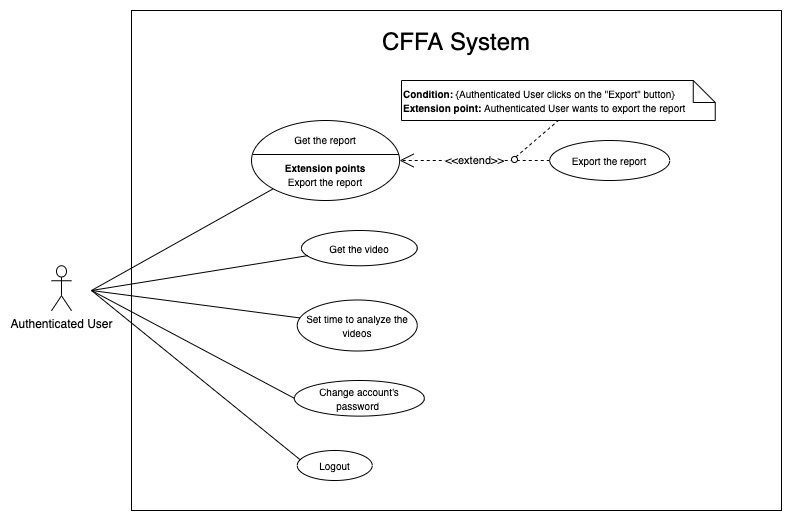 CFFA System
Condition: {Authenticated User clicks on the "Export" button}
Extension point: Authenticated User wants to export the report
Get the report
Extension points
Export the report
<<extend>>
Export the report
Get the video
Set time to analyze the
videos
Authenticated User
Change account's
password
Logout